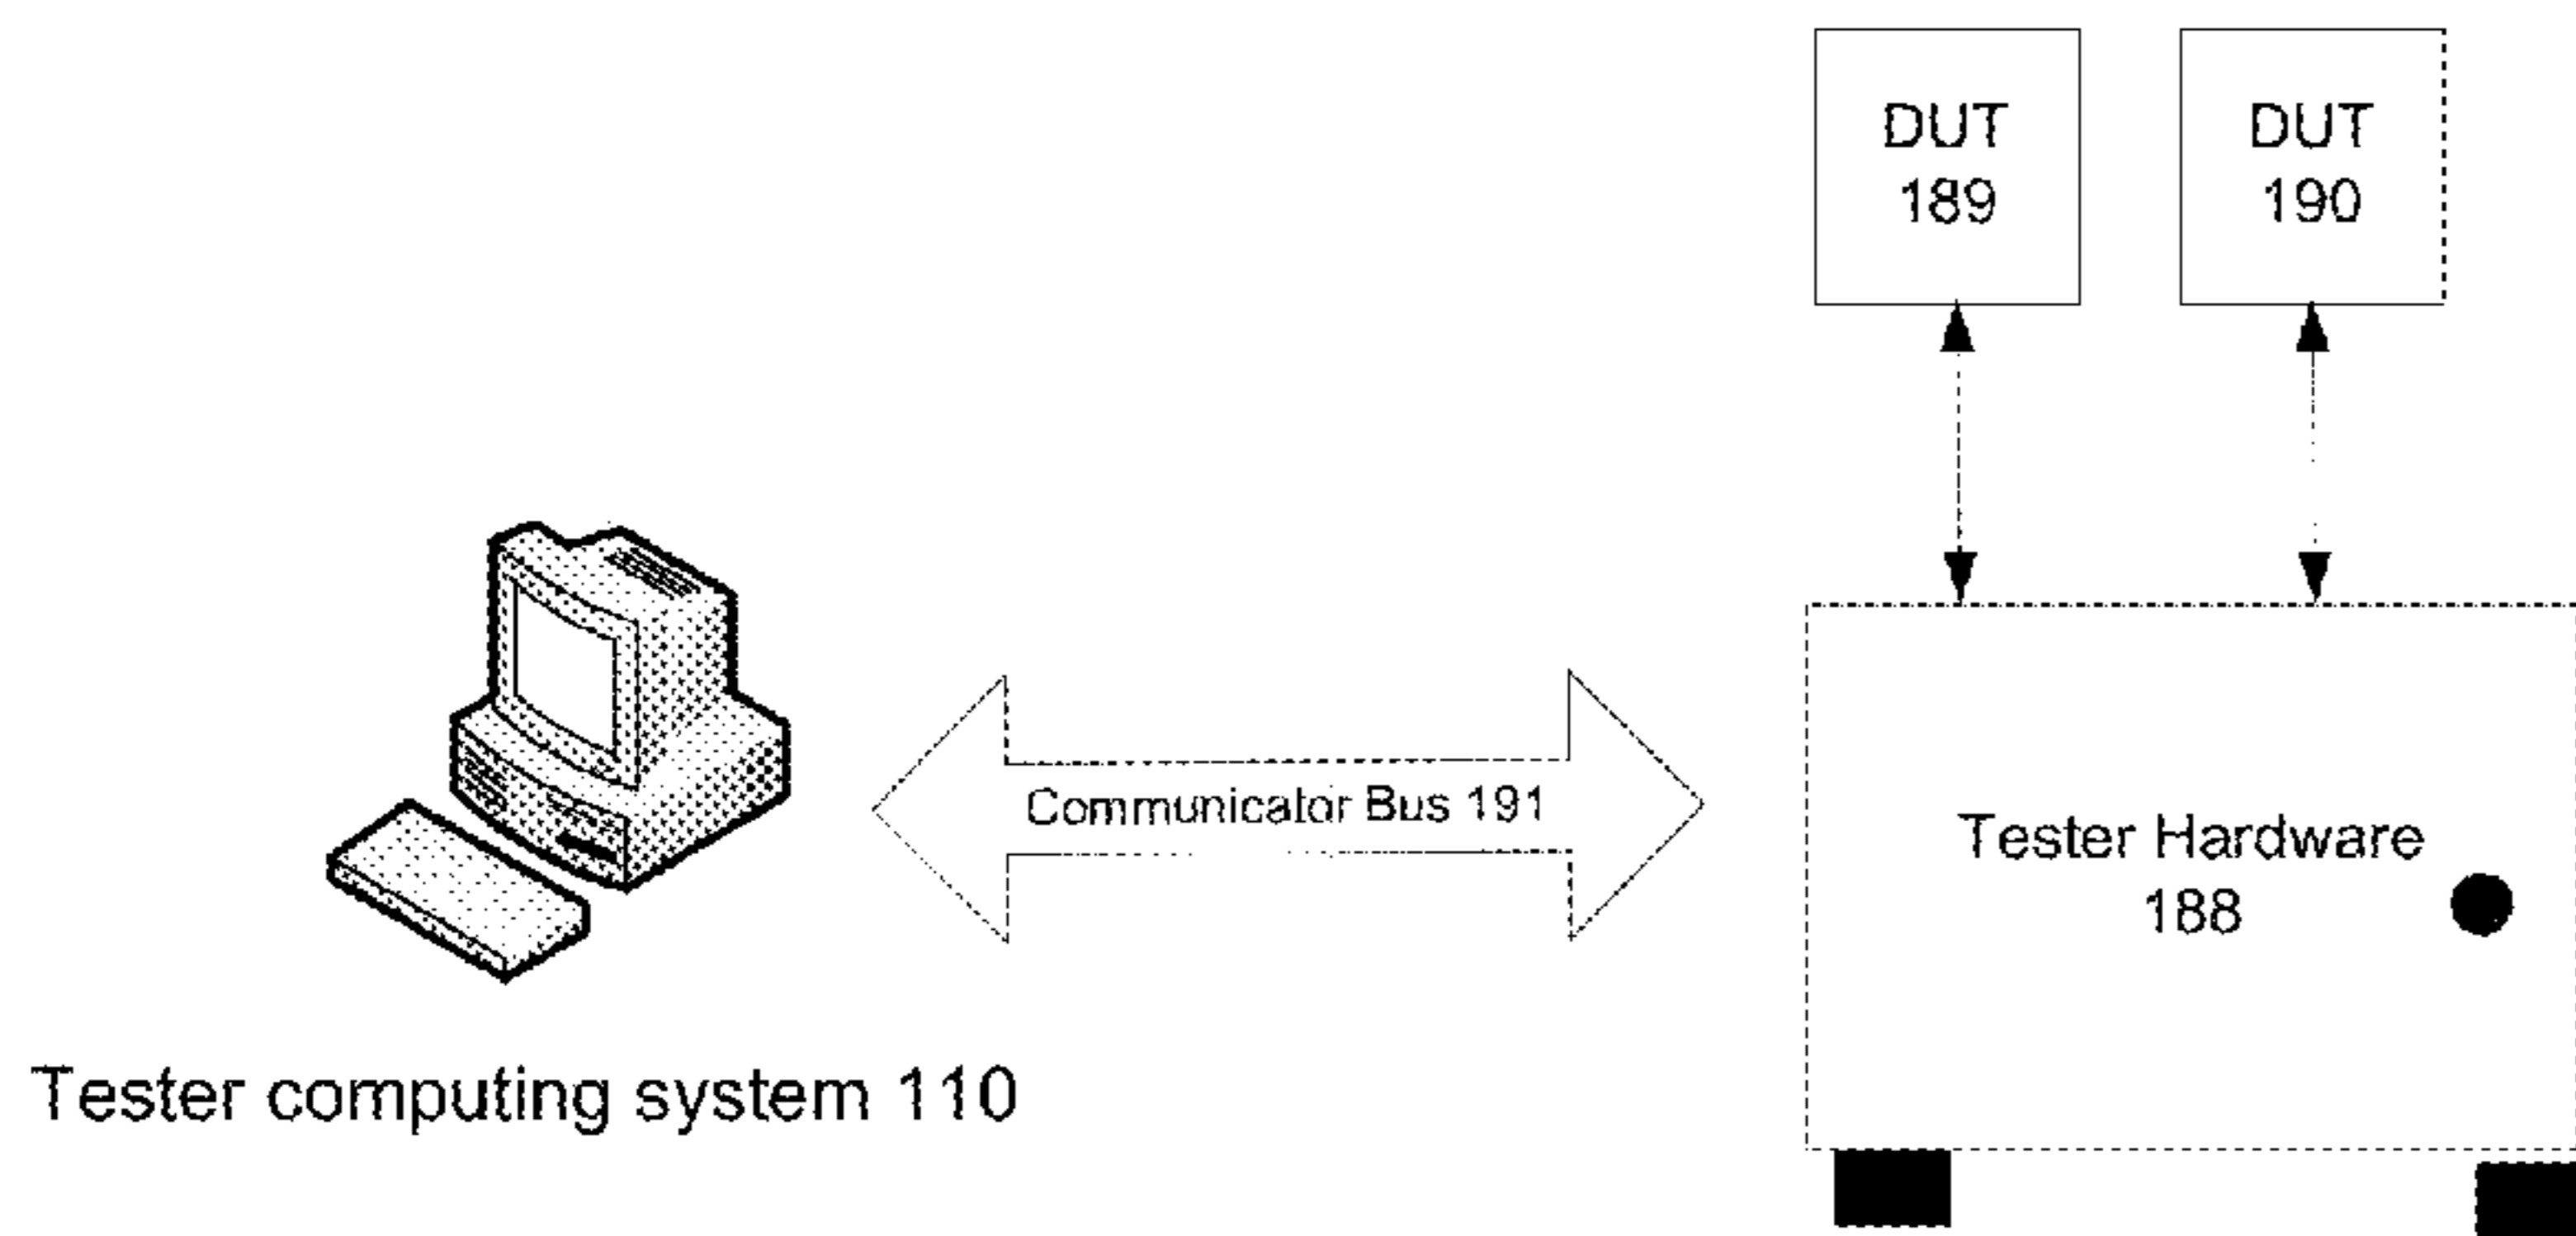 DUT
189
DUT
190
Communicator Bus 191
Tester Hardware
188
Tester computing system 110